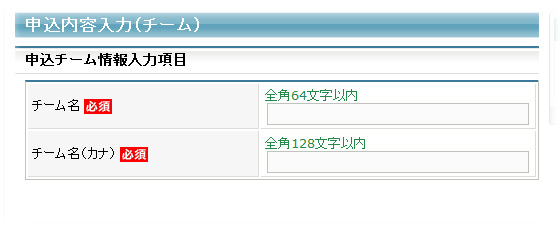 申込内容入力(チーム)
申込チーム情報入力項目
チーム名 必須
全角64文字以内
チーム名(カナ) 必須
全角128文字以内